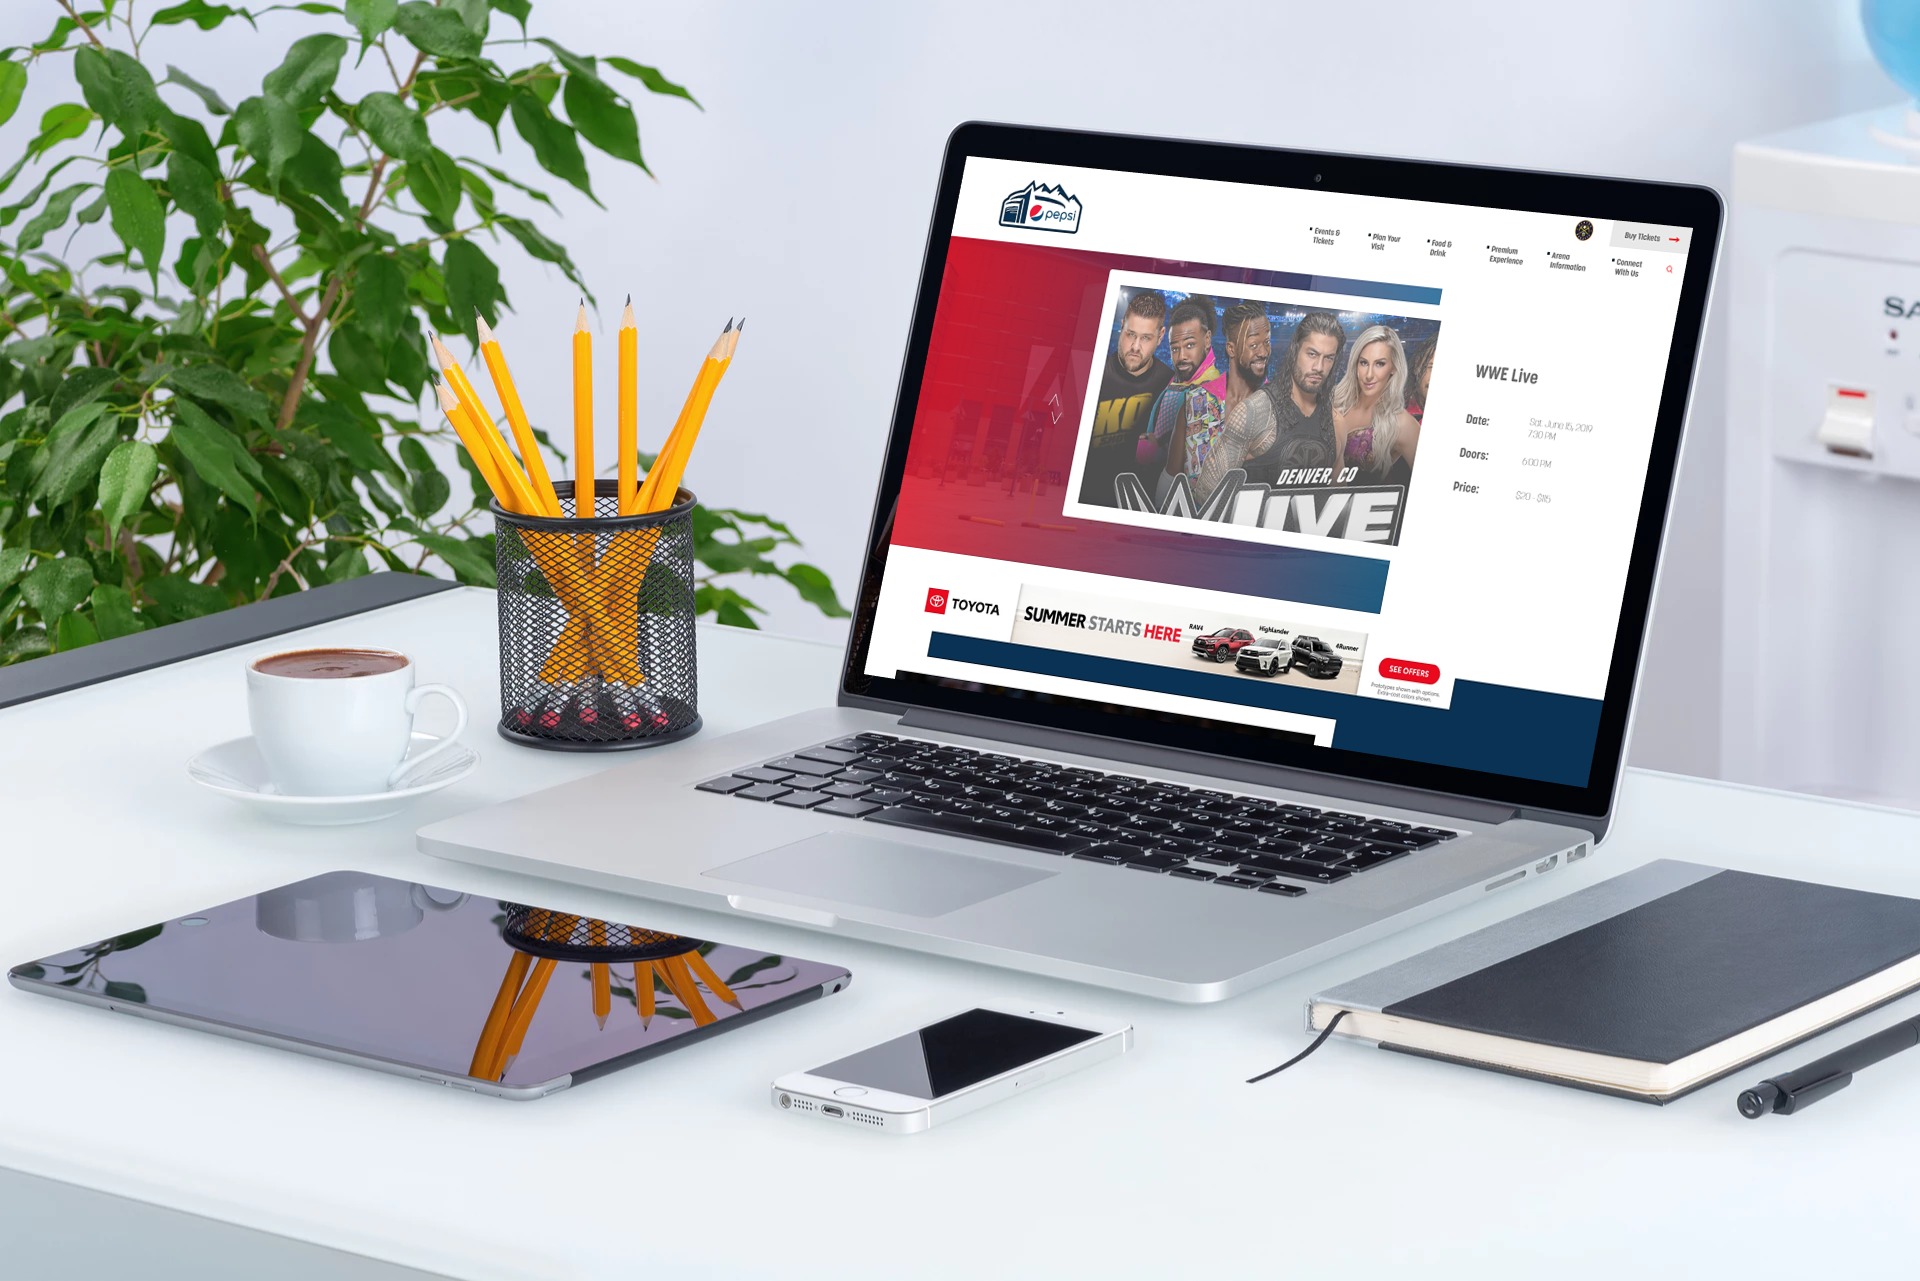 pepsi
Events &
Tickets
Plan Your
Visit
Food &
Drink
Premium
Experience
Arena
Information
Connect
With Us
Buy Tickets
KO
DENVER, CO
LIVE
WWE Live
Date:
Sat. June 15, 2019
7:30 PM
Doors:
6:00 PM
Price:
$20 - $115
TOYOTA
SUMMER STARTS HERE
RAV4
Highlander
4Runner
SEE OFFERS
Prototypes shown with options.
Extra-cost colors shown.
SA